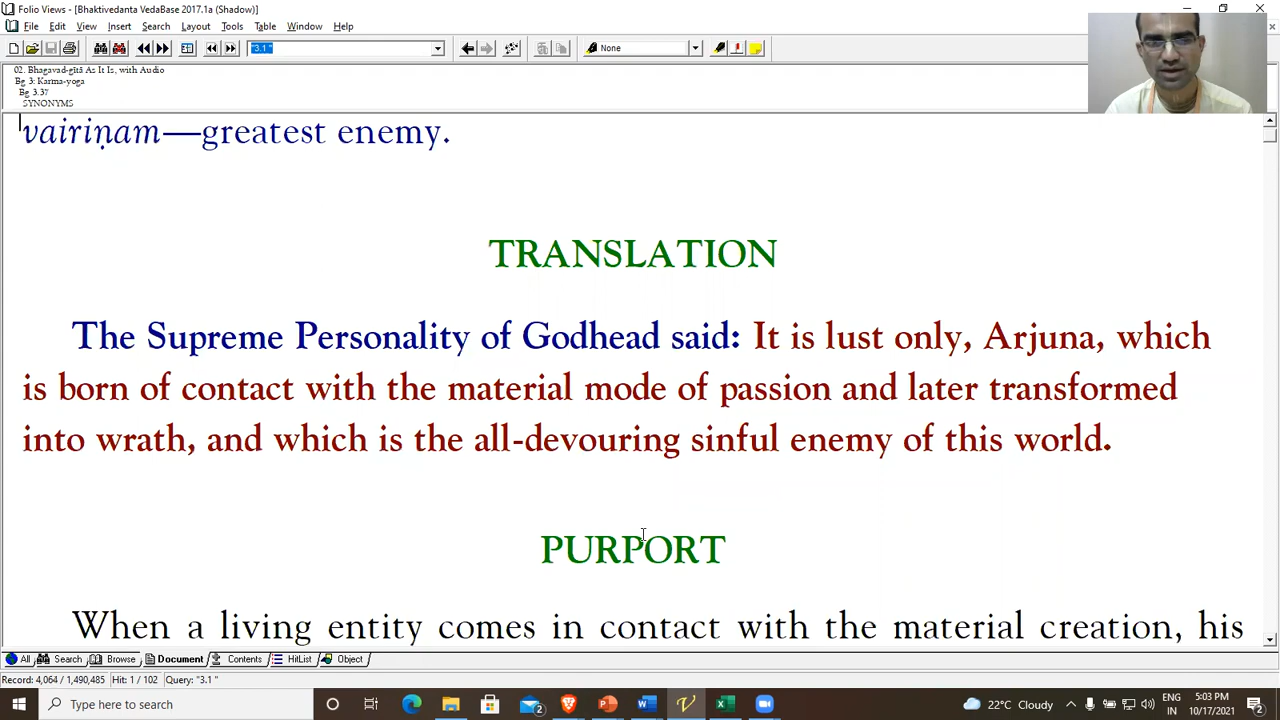 Folio Views - [Bhaktivedanta VedaBase 2017.1a (Shadow)]
File Edit View Insert Search Layout Tools Table Window Help
"3.1 " None
02. Bhagavad-gītā As It Is, with Audio
Bg 3: Karma-yoga
Bg 3.37
SYNONYMS
vairiṇam—greatest enemy.
TRANSLATION
The Supreme Personality of Godhead said: It is lust only, Arjuna, which
is born of contact with the material mode of passion and later transformed
into wrath, and which is the all-devouring sinful enemy of this world.
PURPORT
When a living entity comes in contact with the material creation, his
All Search Browse Document Contents HitList Object
Record: 4,064 / 1,490,485 Hit: 1 / 102 Query: "3.1 "
Type here to search
2
22°C Cloudy
ENG
IN
5:03 PM
10/17/2021
2